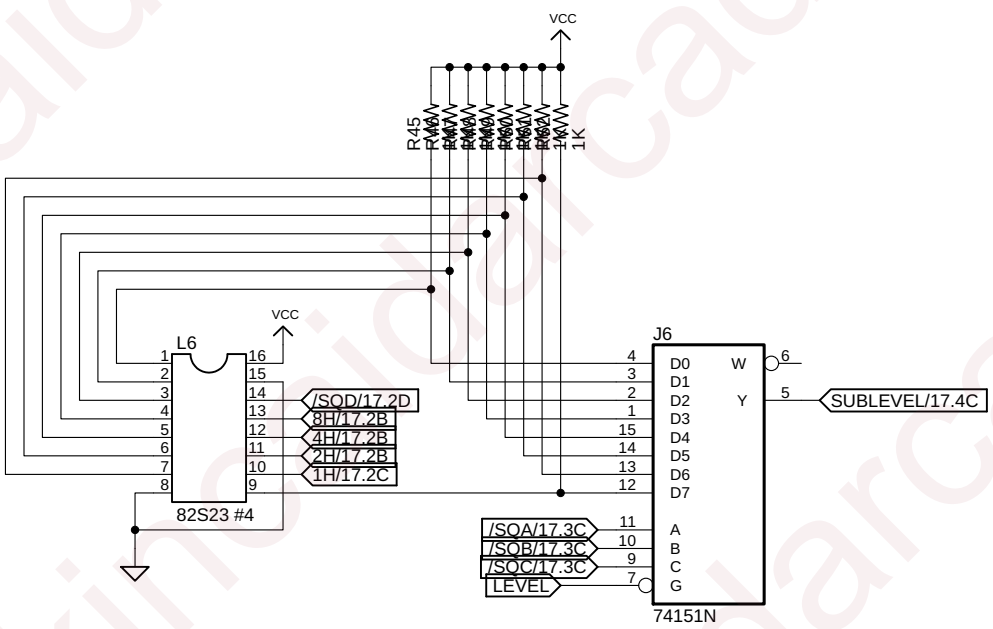 VCC
R45
1K
VCC
L6
1
2
3
4
5
6
7
8
16
15
14
13
12
11
10
9
/SQD/17.2D
8H/17.2B
4H/17.2B
2H/17.2B
1H/17.2C
82S23 #4
J6
4
3
2
1
15
14
13
12
D0
D1
D2
D3
D4
D5
D6
D7
W
Y
6
5
SUBLEVEL/17.4C
/SQA/17.3C
/SQB/17.3C
/SQC/17.3C
LEVEL
11
10
9
7
A
B
C
G
74151N